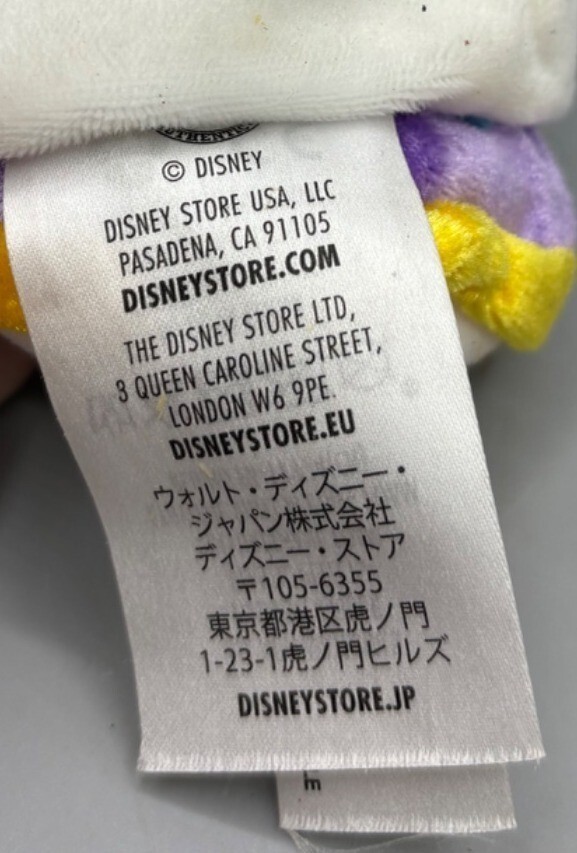 AUTHENTIC
© DISNEY
DISNEY STORE USA, LLC
PASADENA, CA 91105
DISNEYSTORE.COM
THE DISNEY STORE LTD,
3 QUEEN CAROLINE STREET,
LONDON W6 9PE.
DISNEYSTORE.EU
ウォルト・ディズニー・
ジャパン株式会社
ディズニー・ストア
〒105-6355
東京都港区虎ノ門
1-23-1虎ノ門ヒルズ
DISNEYSTORE.JP